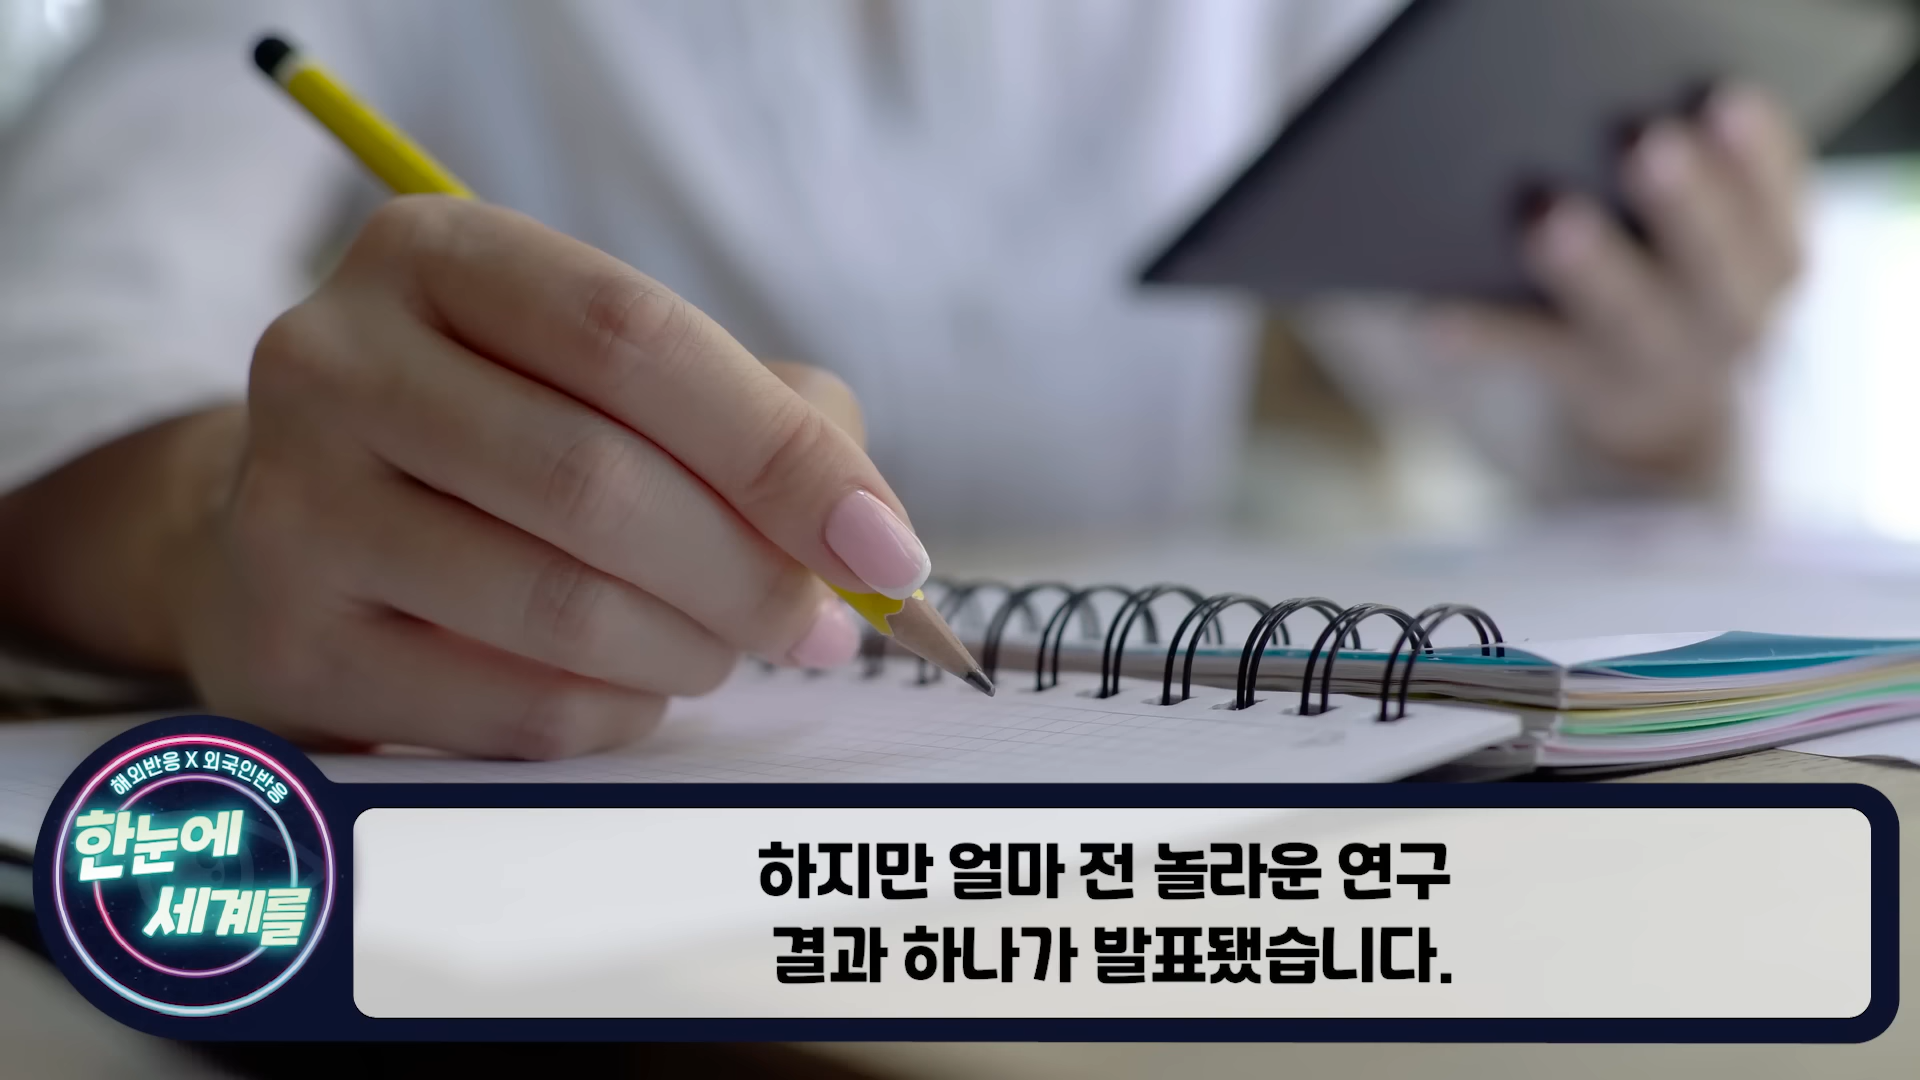 해외반응 X 외국인반응
한눈에
세계를
하지만 얼마 전 놀라운 연구
결과 하나가 발표됐습니다.